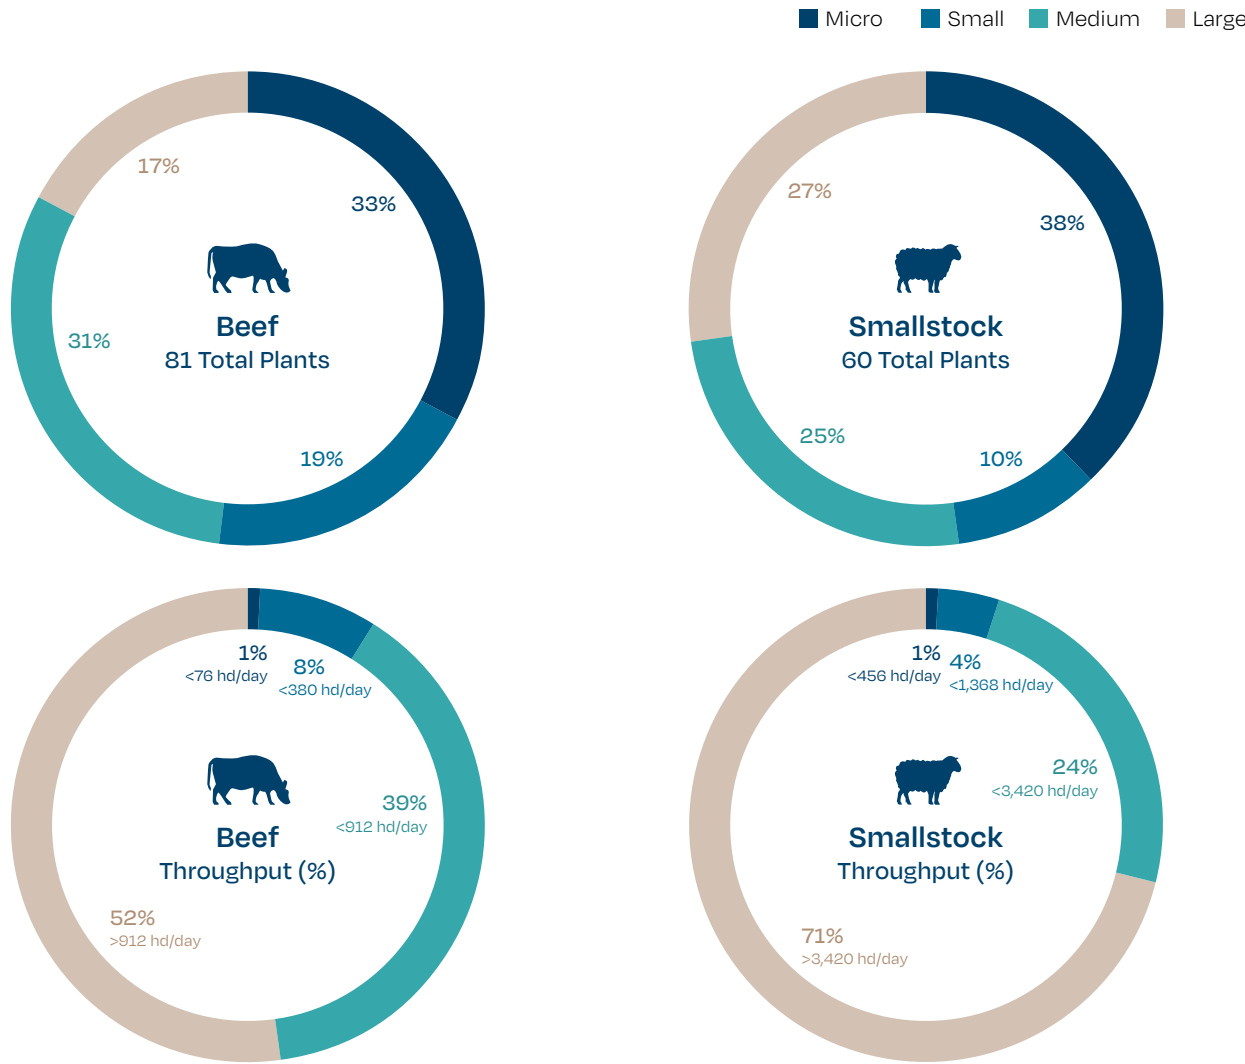 Micro
Small
Medium
Large
17%
33%
Beef
81 Total Plants
31%
19%
27%
38%
Smallstock
60 Total Plants
25%
10%
1%
<76 hd/day
8%
<380 hd/day
39%
<912 hd/day
Beef
Throughput (%)
52%
>912 hd/day
1%
<456 hd/day
4%
<1,368 hd/day
24%
<3,420 hd/day
Smallstock
Throughput (%)
71%
>3,420 hd/day